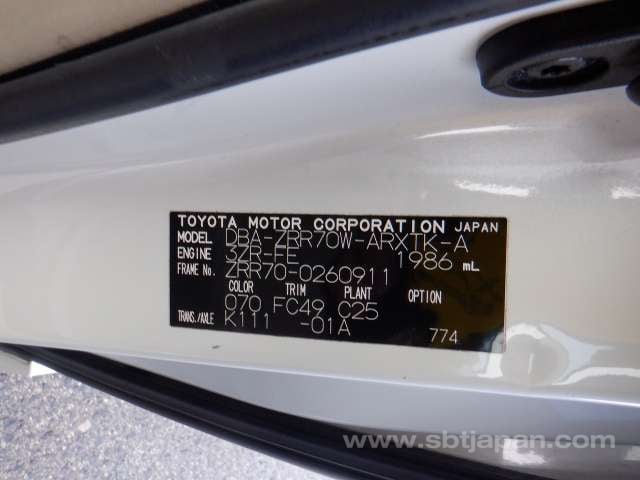 TOYOTA MOTOR CORPORATION JAPAN
MODEL DBA-ZRR70W-ARXTK-A
ENGINE 3ZR-FE 1986 mL
FRAME No. ZRR70-0260911
COLOR TRIM PLANT OPTION
070 FC49 C25
TRANS./AXLE K111 -01A 774
www.sbtjapan.com